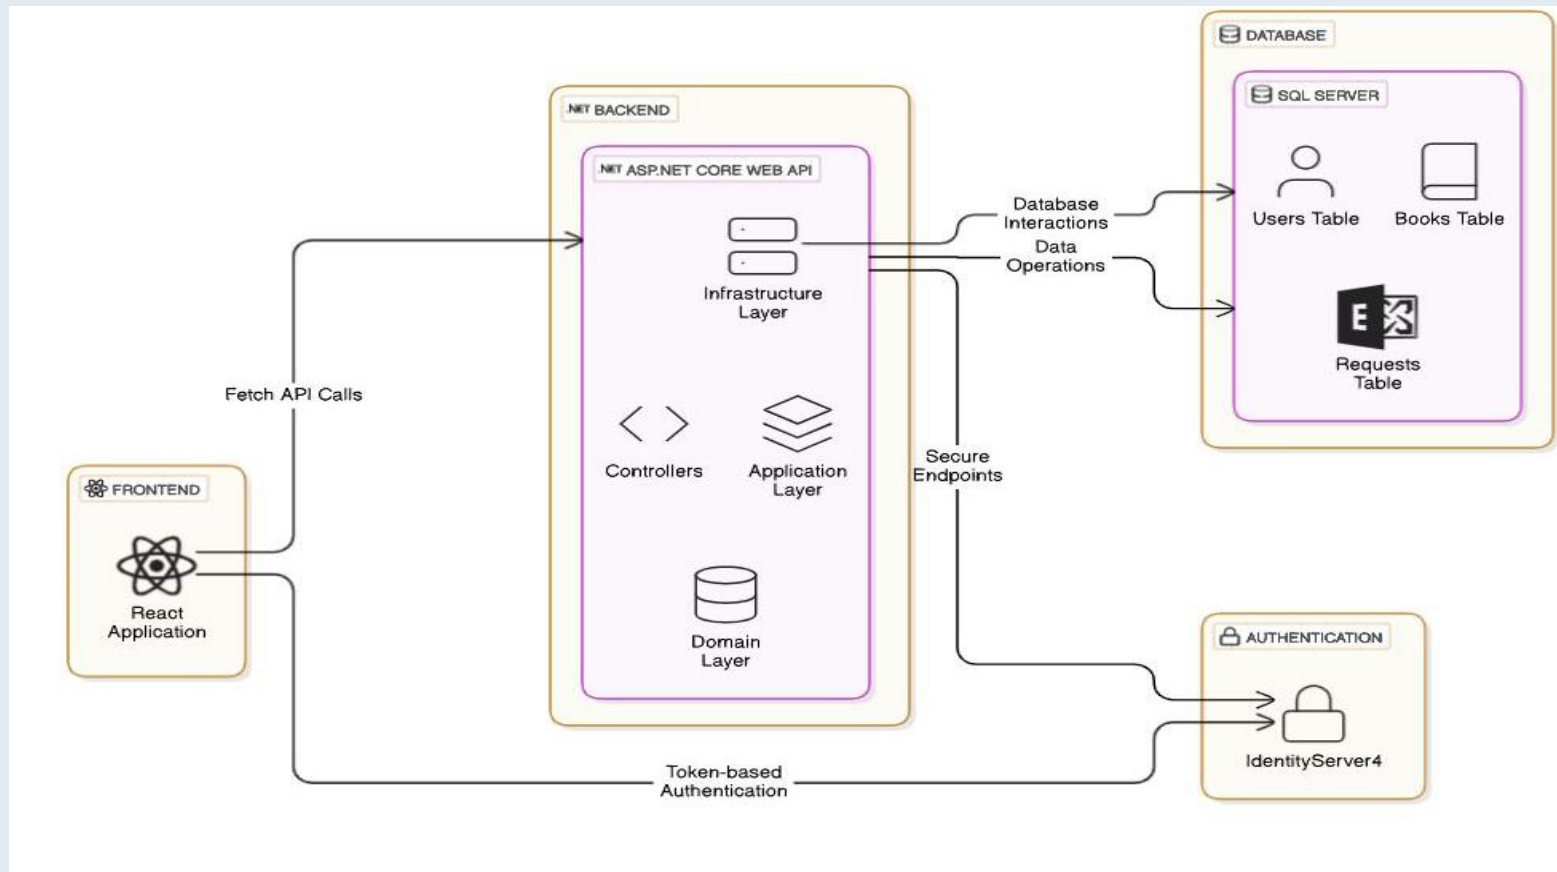 DATABASE
SQL SERVER
Users Table
Books Table
Requests
Table
.NET BACKEND
.NET ASP.NET CORE WEB API
Infrastructure
Layer
Controllers
Application
Layer
Domain
Layer
Database
Interactions
Data
Operations
Secure
Endpoints
Fetch API Calls
FRONTEND
React
Application
Token-based
Authentication
AUTHENTICATION
IdentityServer4
E